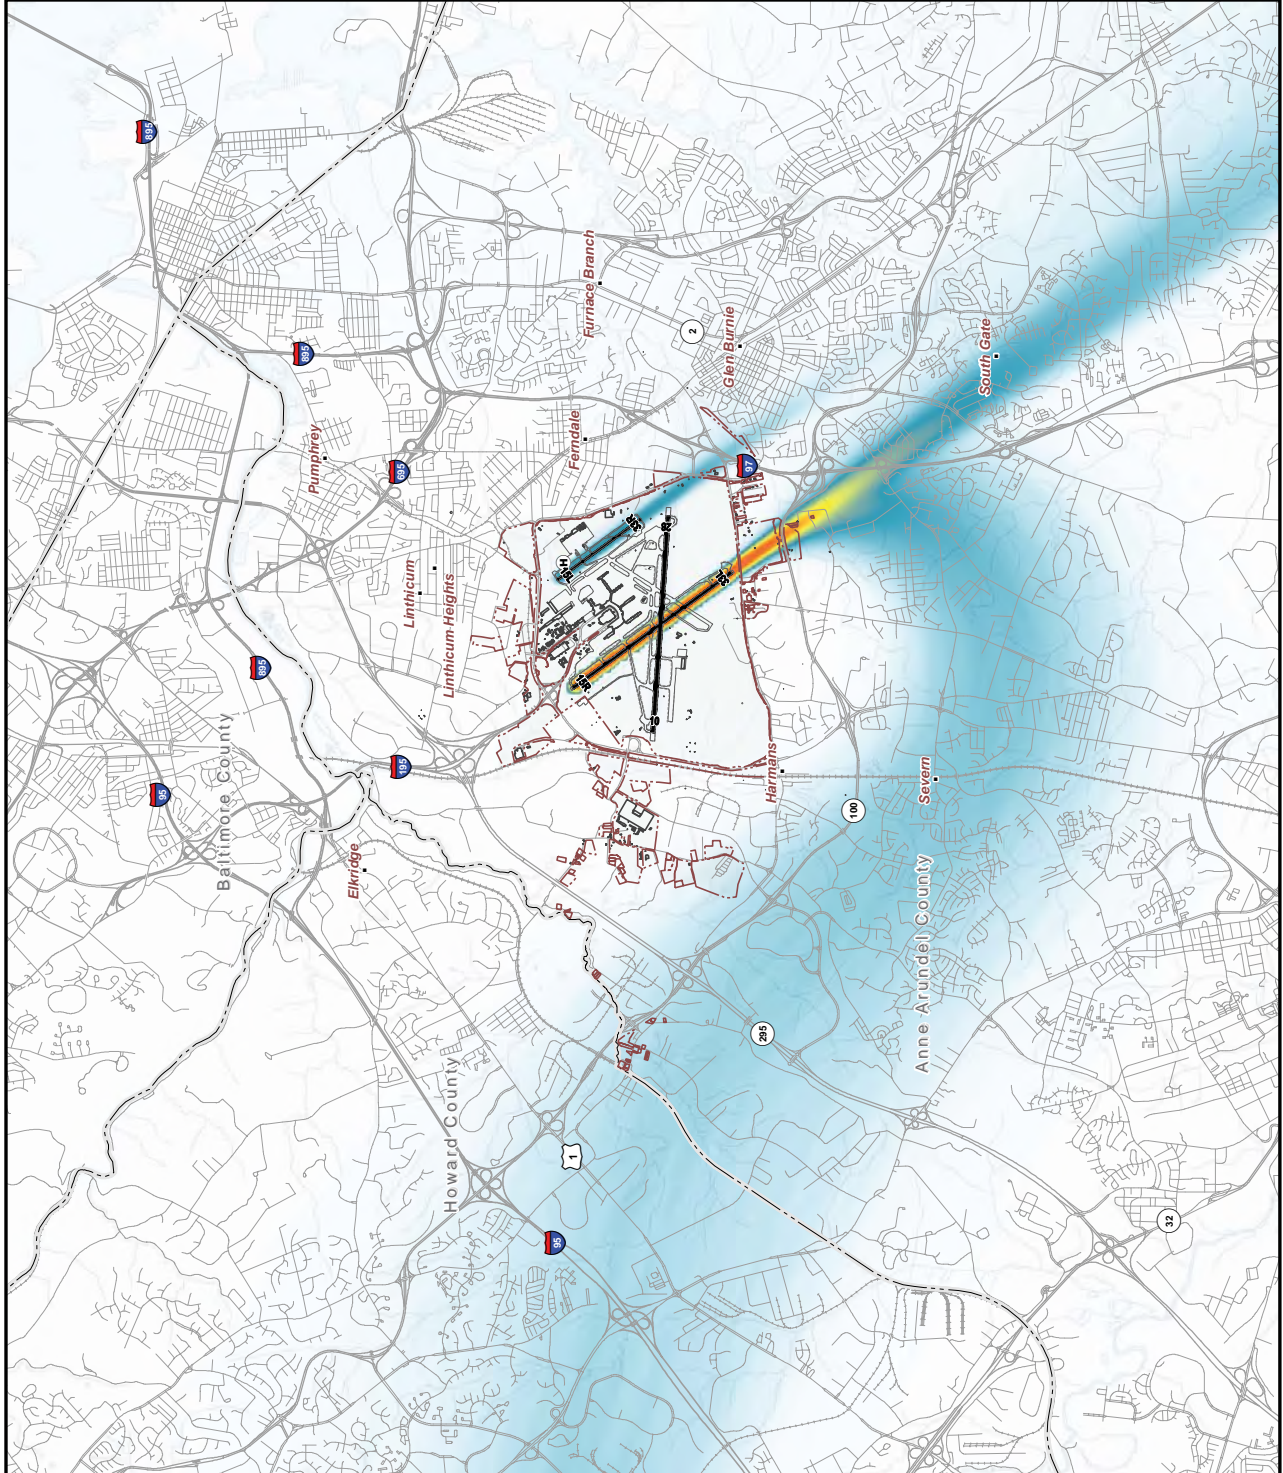 895
895
Furnace Branch
2
Glen Burnie
South Gate
Pumphrey
695
Ferndale
97
33R
H
15L
28
33L
Linthicum
Linthicum Heights
895
15R
10
Baltimore County
95
195
Harmans
Severn
100
Elkridge
Anne Arundel County
295
Howard County
1
95
32